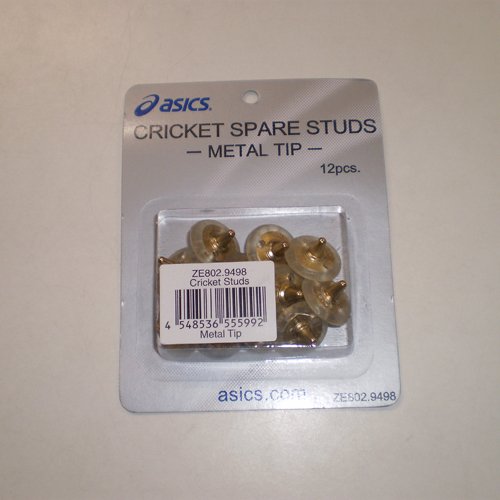 asics.
CRICKET SPARE STUDS
— METAL TIP —
12pcs.
ZE802.9498
Cricket Studs
4 548536 555992
Metal Tip
asics.com
ZE802.9498